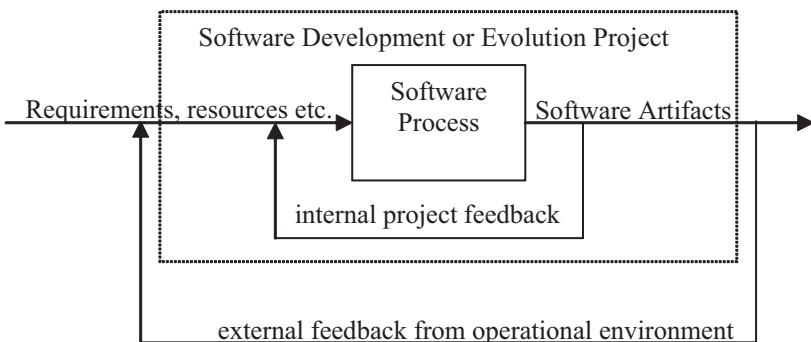 Software Development or Evolution Project
Requirements, resources etc.
Software
Process
Software Artifacts
internal project feedback
external feedback from operational environment